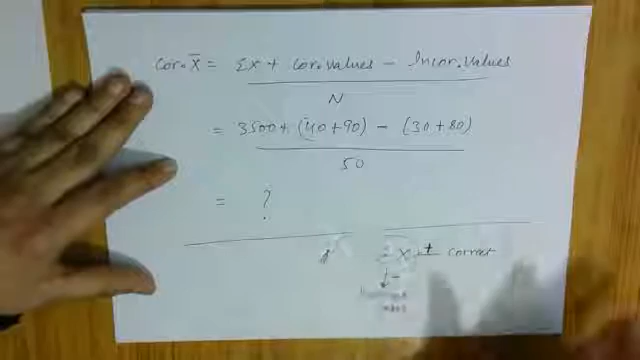 Cor. X̄ = Σx + cor.values - Incor.values
N
= 3500 + (40+90) - (30+80)
50
= ?
Σx + correct